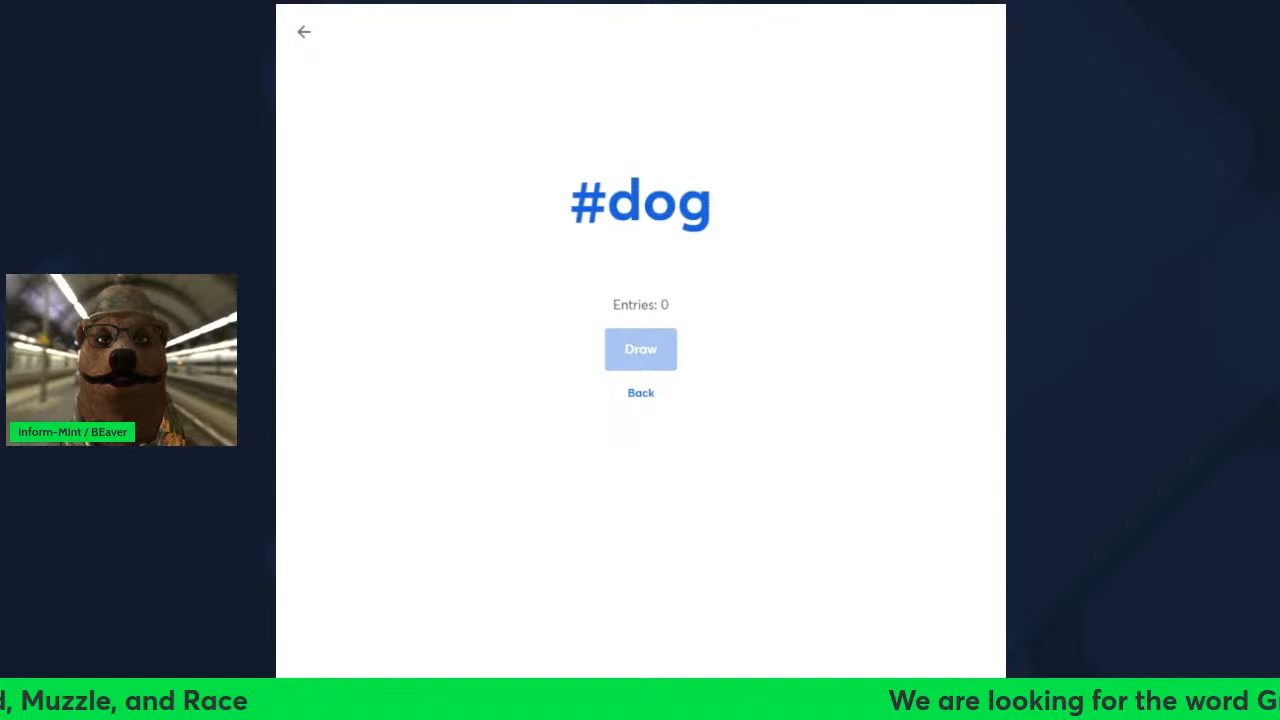 #dog
Entries: 0
Draw
Back
Inform-Mint / BEaver
, Muzzle, and Race
We are looking for the word